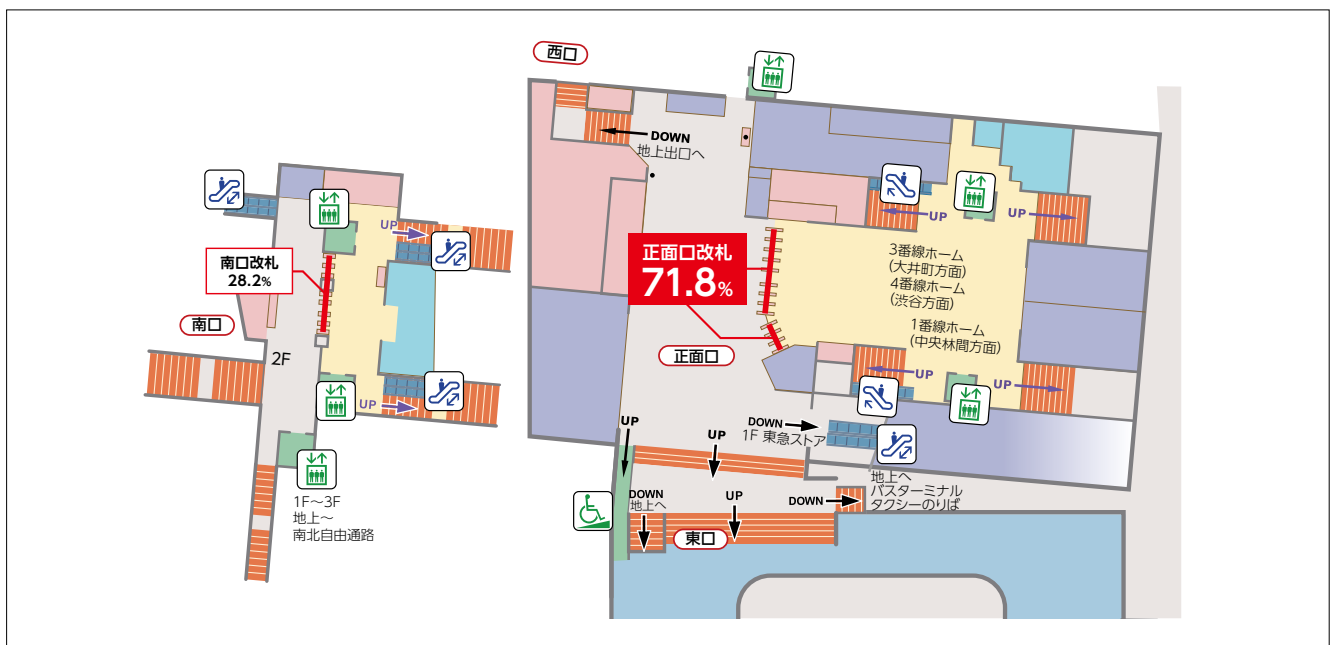 西口
DOWN
地上出口へ
UP
UP
UP
南口改札
28.2%
正面口改札
71.8%
3番線ホーム
(大井町方面)
4番線ホーム
(渋谷方面)
1番線ホーム
(中央林間方面)
南口
正面口
2F
UP
UP
UP
UP
UP
DOWN
1F 東急ストア
地上へ
バスターミナル
タクシーのりば
1F～3F
地上～
南北自由通路
DOWN
地上へ
UP
DOWN
東口